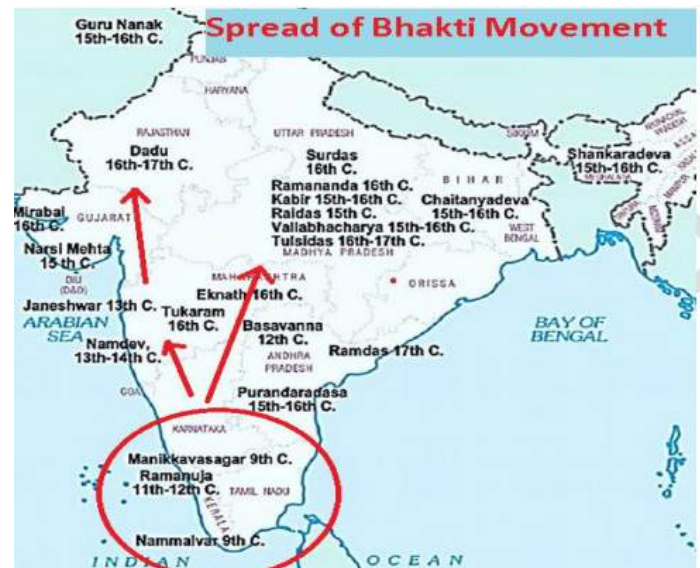 Spread of Bhakti Movement
Guru Nanak
15th-16th C.
PUNJAB
HARYANA
RAJASTHAN
Dadu
16th-17th C.
UTTAR PRADESH
Surdas
16th C.
Ramananda 16th C.
Kabir 15th-16th C.
Raidas 15th C.
Vallabhacharya 15th-16th C.
Tulsidas 16th-17th C.
MADHYA PRADESH
BIHAR
Chaitanyadeva
15th-16th C.
WEST
BENGAL
SIKKIM
Shankaradeva
15th-16th C.
MEGHALAYA
Mirabai
16th C.
GUJARAT
Narsi Mehta
15 th C.
DIU
(D&D)
MAHARASHTRA
Eknath 16th C.
ORISSA
Janeshwar 13th C.
Tukaram
16th C.
ARABIAN
SEA
Namdev,
13th-14th C.
Basavanna
12th C.
ANDHRA
PRADESH
Ramdas 17th C.
BAY OF
BENGAL
GOA
Purandaradasa
15th-16th C.
KARNATAKA
Manikkavasagar 9th C.
Ramanuja
11th-12th C.
TAMIL NADU
KERALA
Nammalvar 9th C.
INDIAN OCEAN